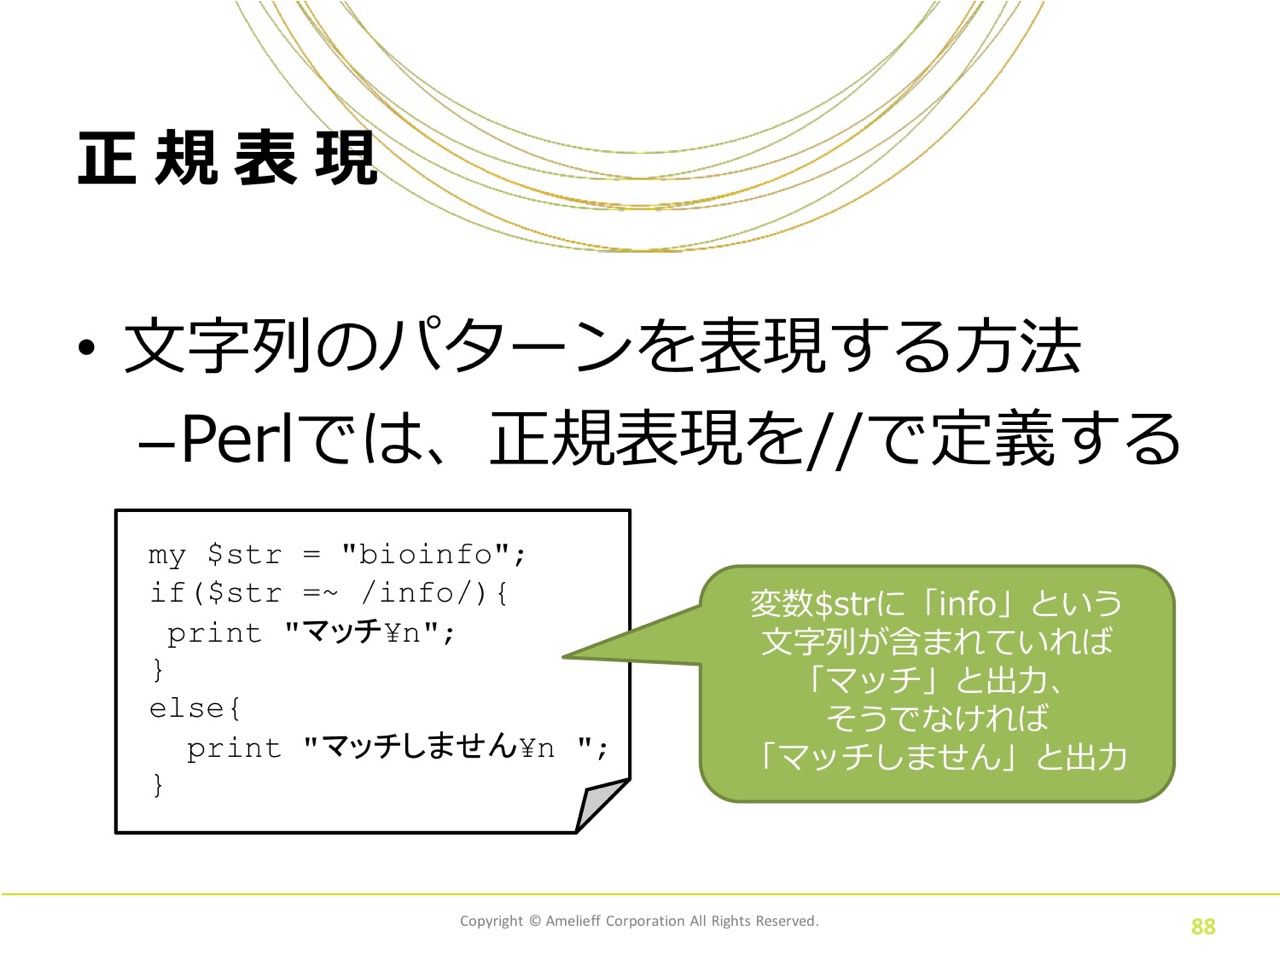 正規表現
• 文字列のパターンを表現する方法
–Perlでは、正規表現を//で定義する
my $str = "bioinfo";
if($str =~ /info/){
print "マッチ¥n";
}
else{
print "マッチしません¥n ";
}
変数$strに「info」という
文字列が含まれていれば
「マッチ」と出力、
そうでなければ
「マッチしません」と出力
Copyright © Amelieff Corporation All Rights Reserved.
88